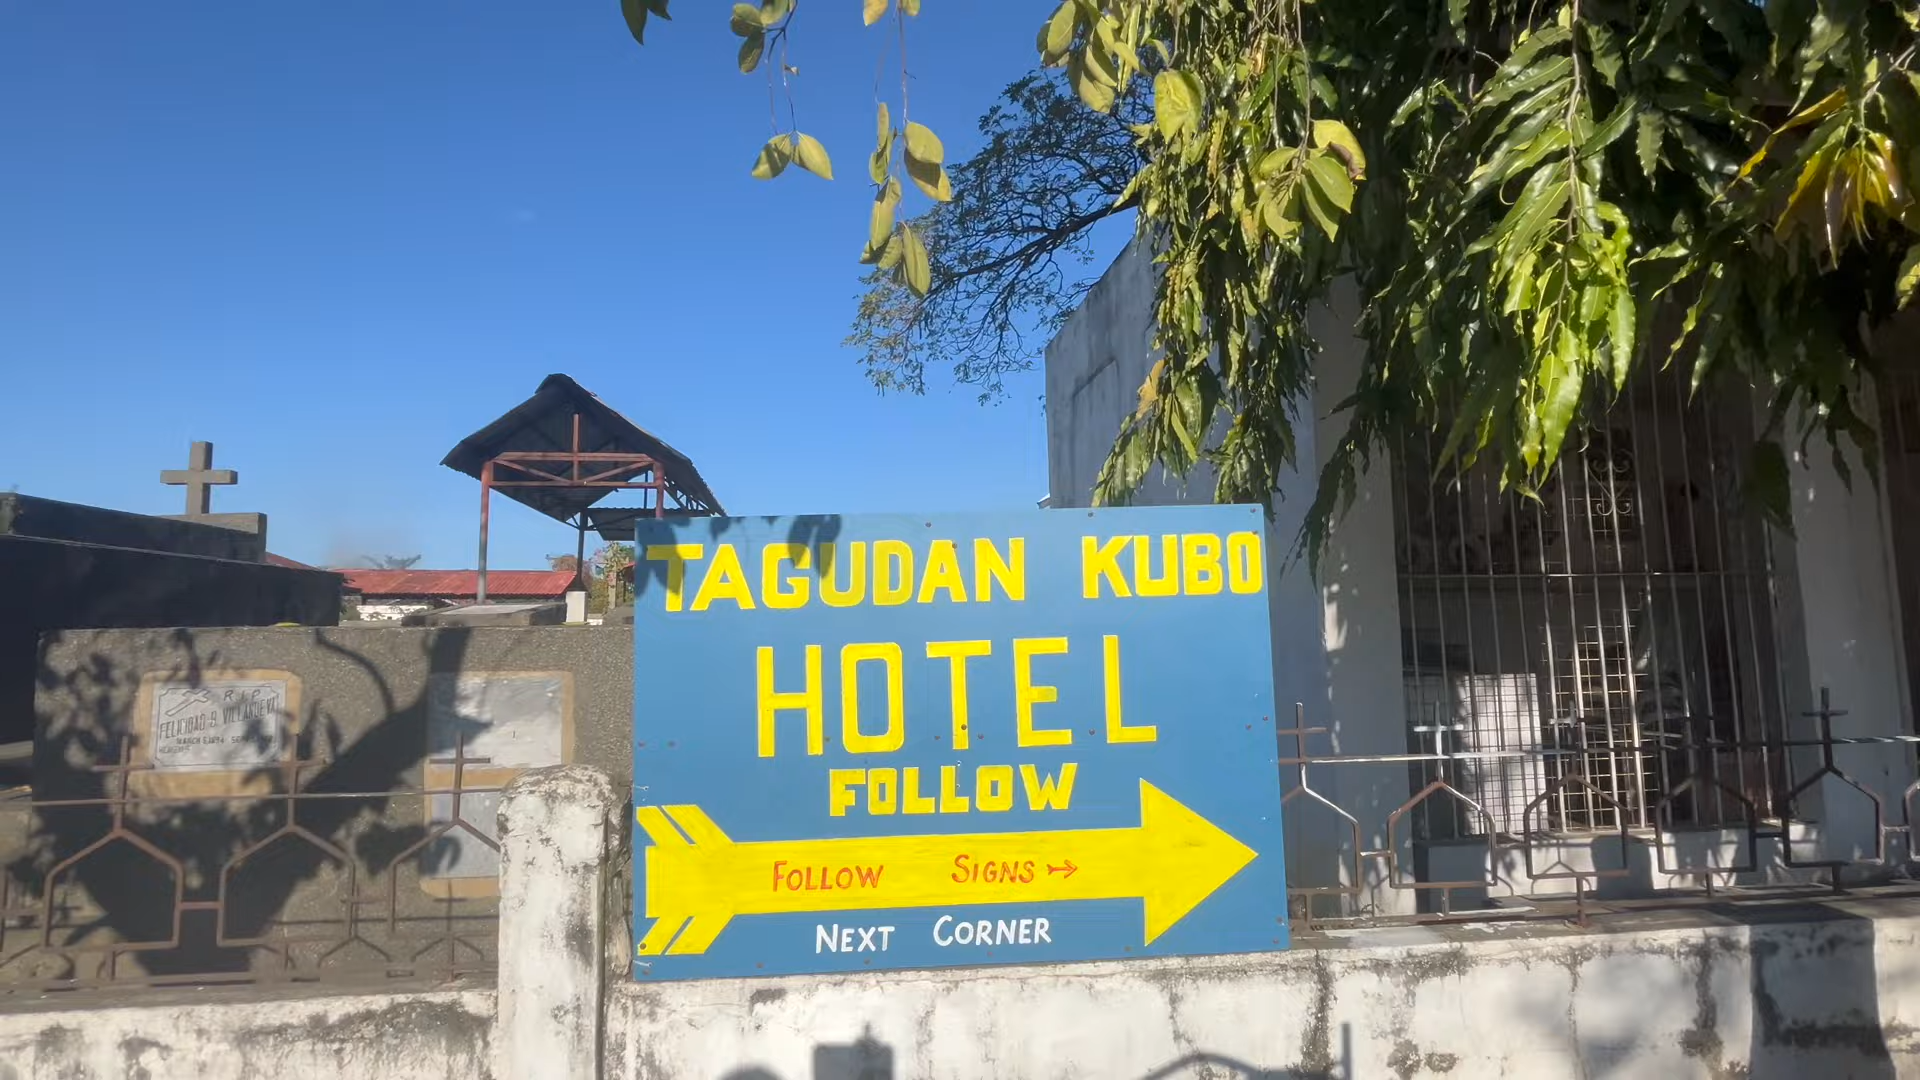 TAGUDAN KUBO
HOTEL
FOLLOW
FOLLOW SIGNS
NEXT CORNER
R.I.P
FELICIDAD B. VILLANUEVA